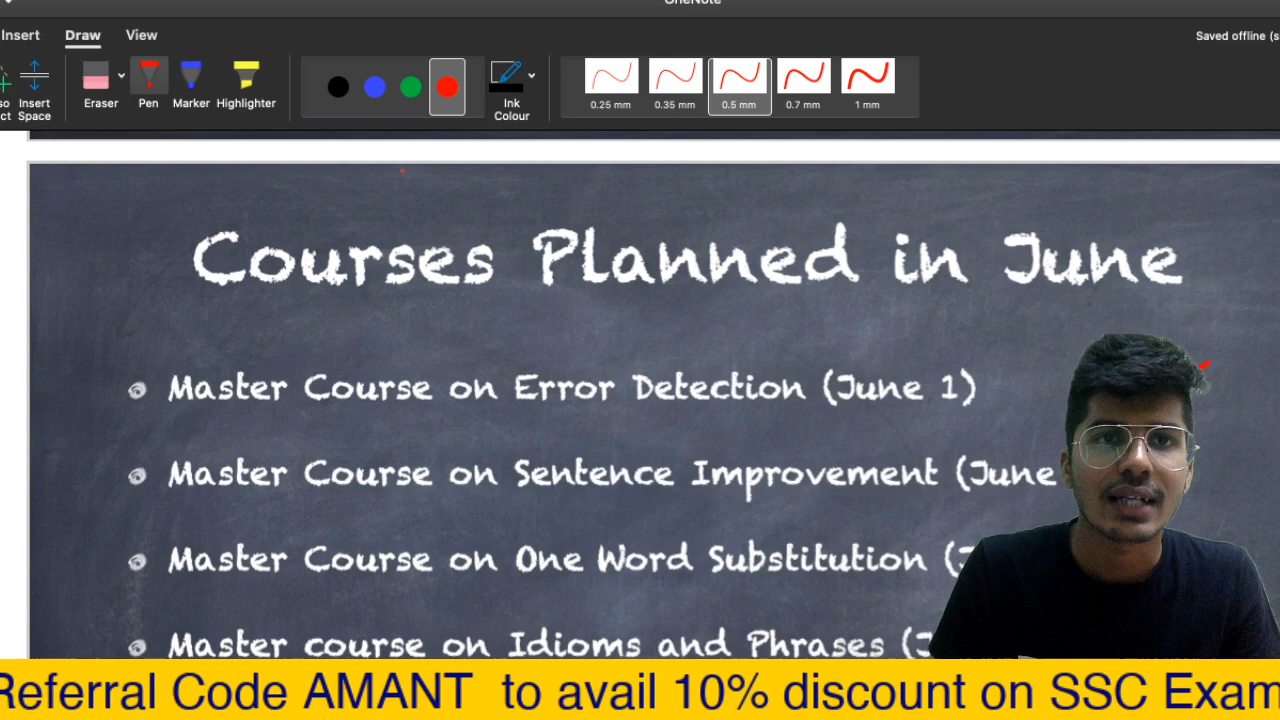 OneNote
Insert Draw View Saved offline (s
Eraser Pen Marker Highlighter Insert Space Ink Colour 0.25 mm 0.35 mm 0.5 mm 0.7 mm 1 mm
Courses Planned in June
Master Course on Error Detection (June 1)
Master Course on Sentence Improvement (June
Master Course on One Word Substitution (J
Master course on Idioms and Phrases (J
Referral Code AMANT to avail 10% discount on SSC Exam